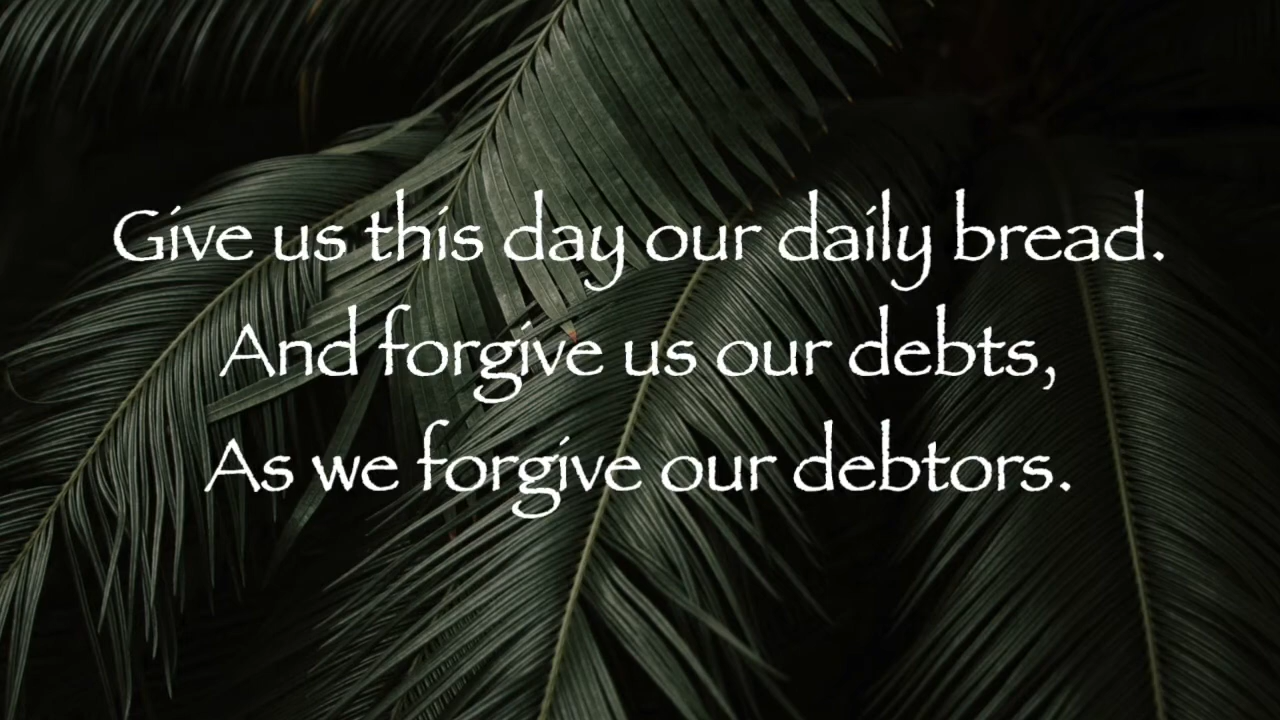 Give us this day our daily bread.
And forgive us our debts,
As we forgive our debtors.